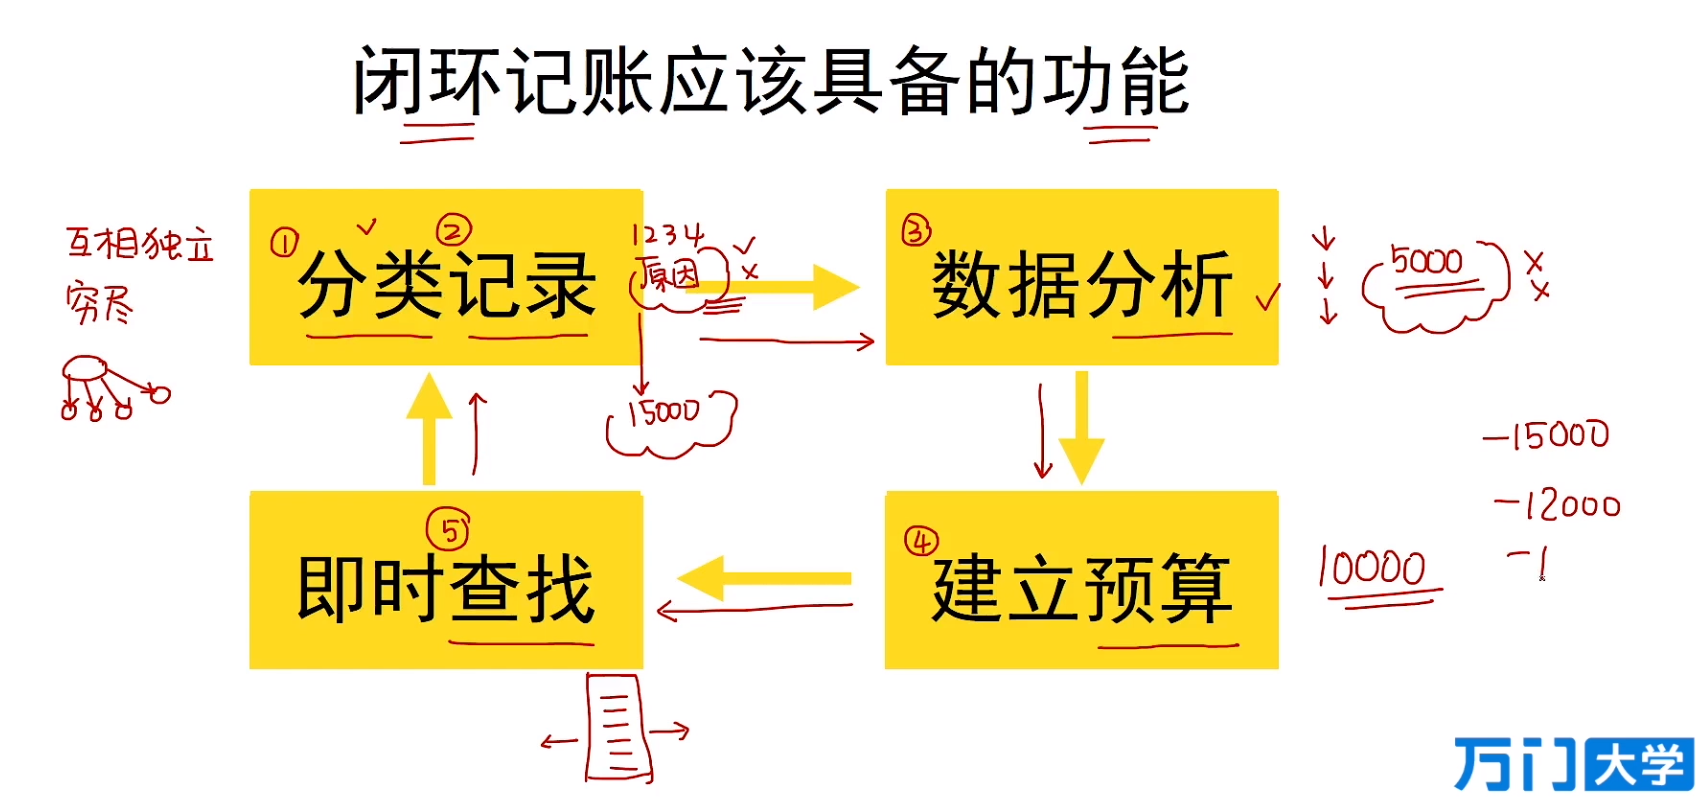 闭环记账应该具备的功能
互相独立
穷尽
① ✓ ②
分类记录
1234
原因
✓
×
15000
③
数据分析 ✓
5000
×
×
⑤
即时查找
④
建立预算
10000
-15000
-12000
-1
万门大学